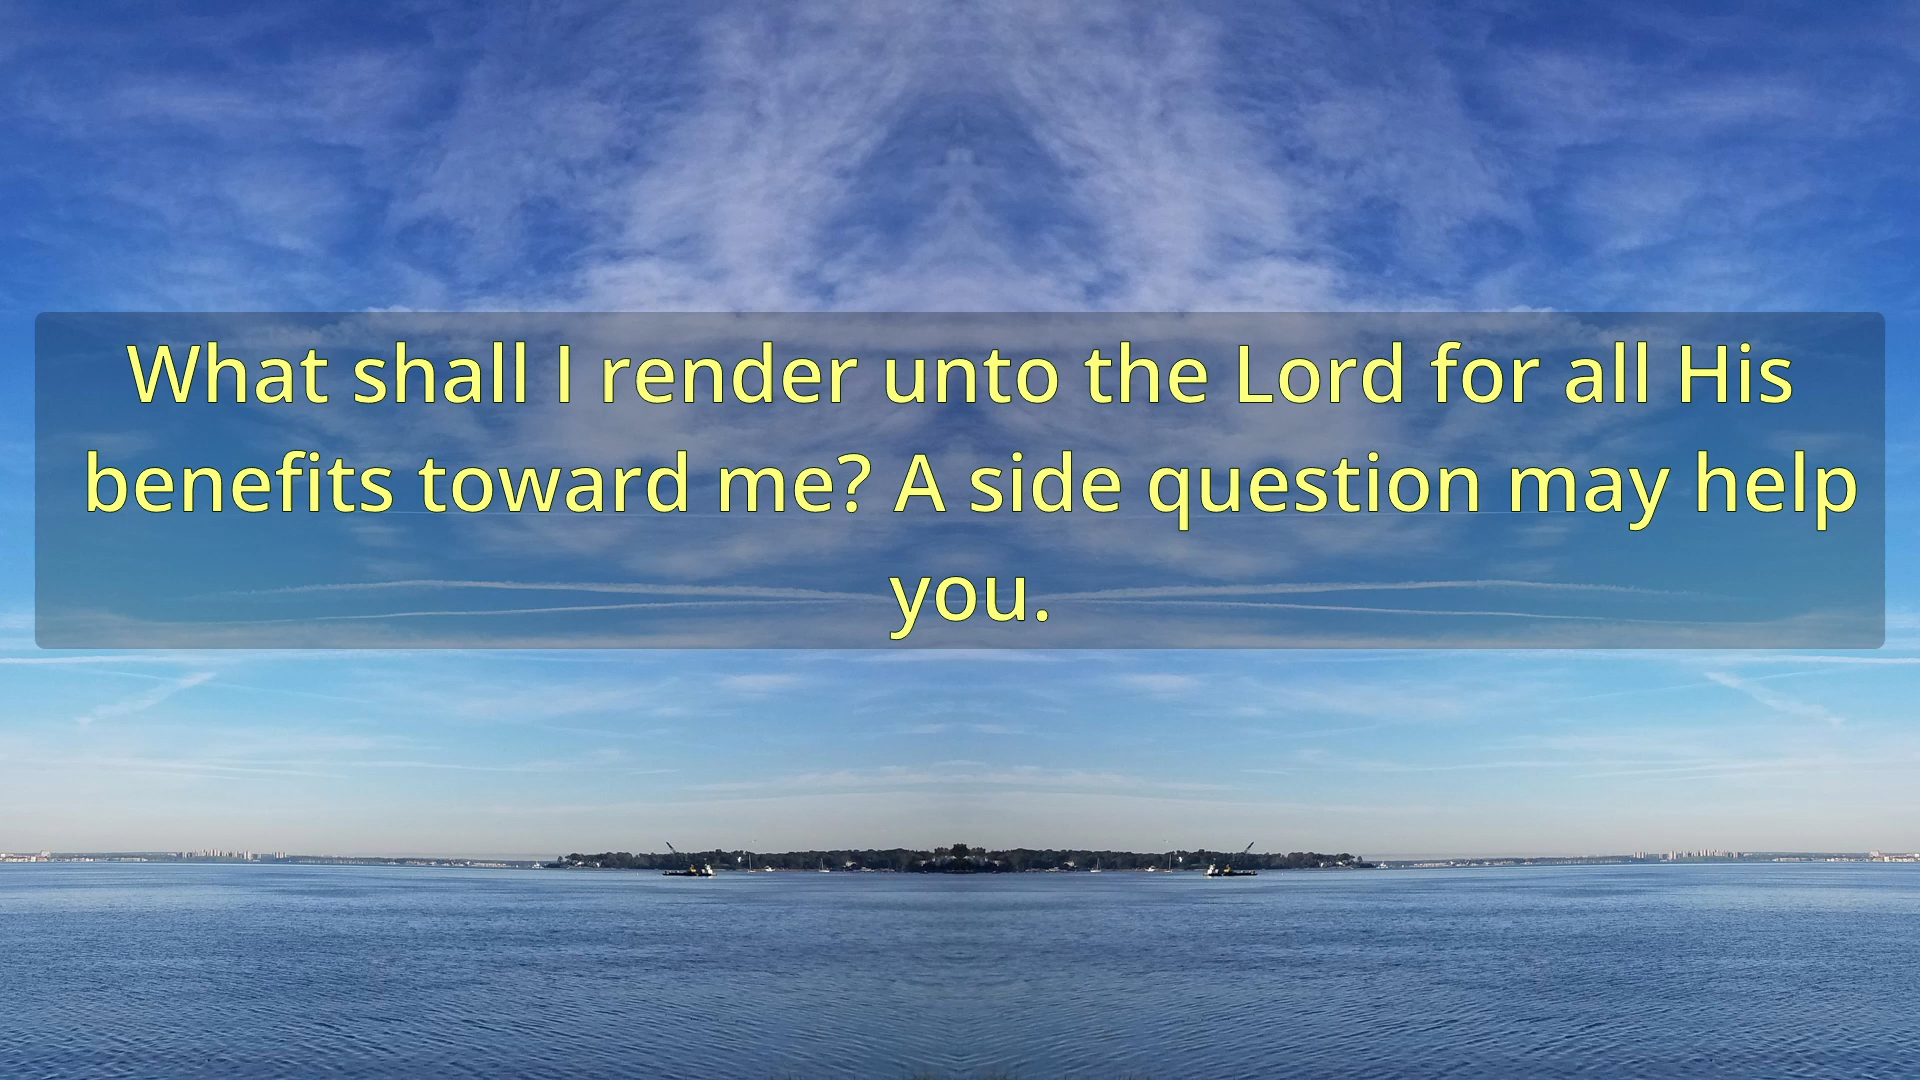 What shall I render unto the Lord for all His
benefits toward me? A side question may help
you.